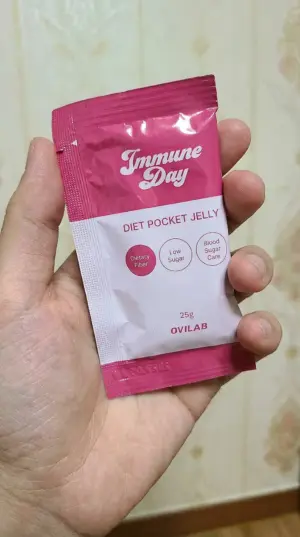 Immune
Day
DIET POCKET JELLY
Dietary
Fiber
Low
Sugar
Blood
Sugar
Care
25g
OVILAB